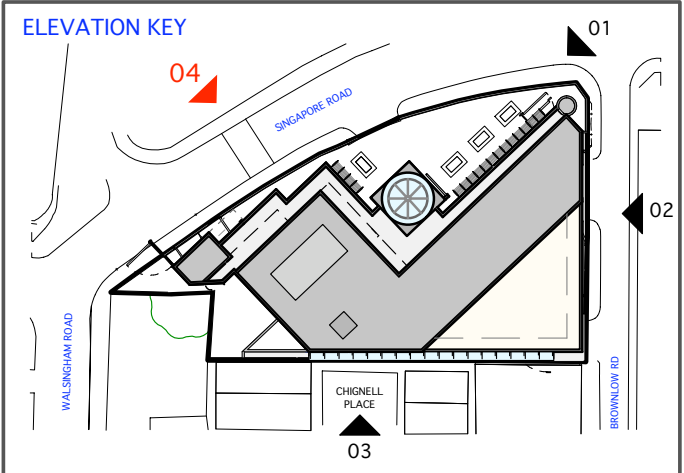 ELEVATION KEY
01
04
SINGAPORE ROAD
02
WALSINGHAM ROAD
CHIGNELL
PLACE
BROWNLOW RD
03